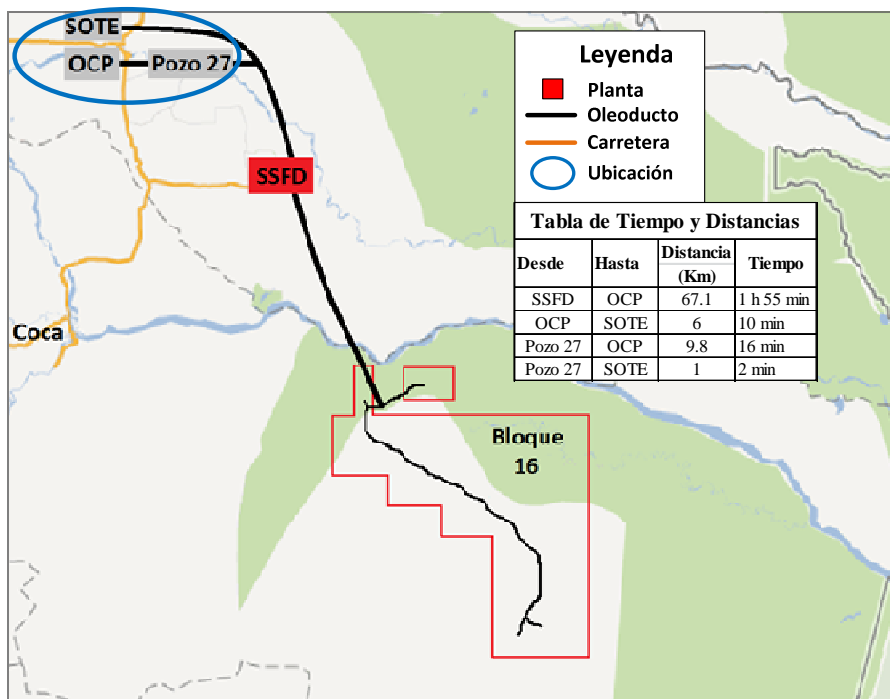 SOTE
OCP
Pozo 27
SSFD
Coca
Bloque
16
Leyenda
Planta
Oleoducto
Carretera
Ubicación
Tabla de Tiempo y Distancias
Desde Hasta Distancia (Km) Tiempo
SSFD OCP 67.1 1 h 55 min
OCP SOTE 6 10 min
Pozo 27 OCP 9.8 16 min
Pozo 27 SOTE 1 2 min